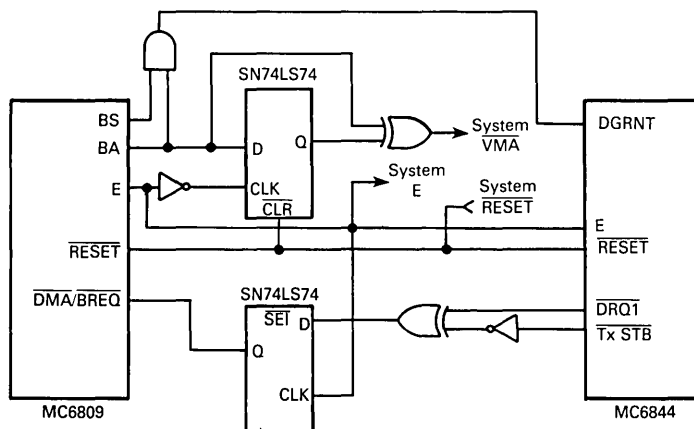 SN74LS74
BS
BA
E
RESET
DMA/BREQ
MC6809
D
Q
CLK
CLR
System
VMA
System
E
System
RESET
DGRNT
E
RESET
DRQ1
Tx STB
MC6844
SN74LS74
SET
D
Q
CLK